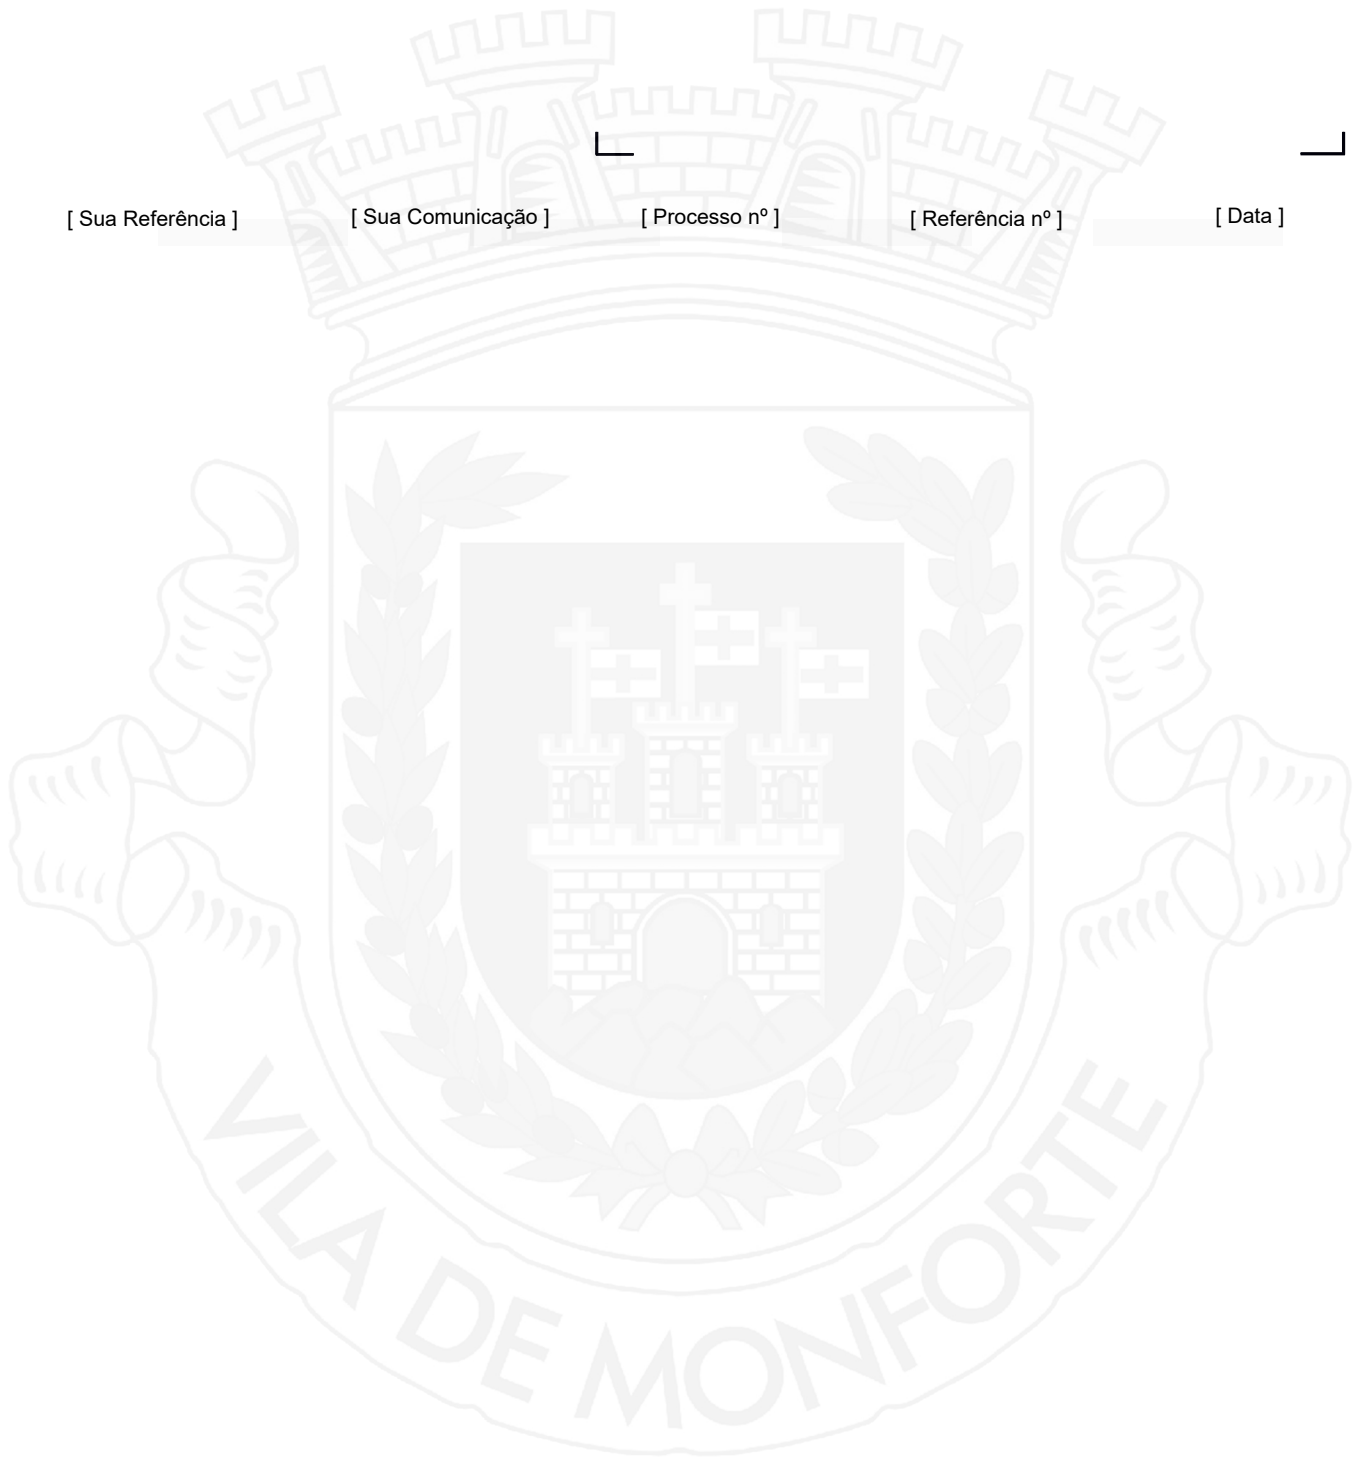 [ Sua Referência ] [ Sua Comunicação ] [ Processo nº ] [ Referência nº ] [ Data ]
VILA DE MONFORTE